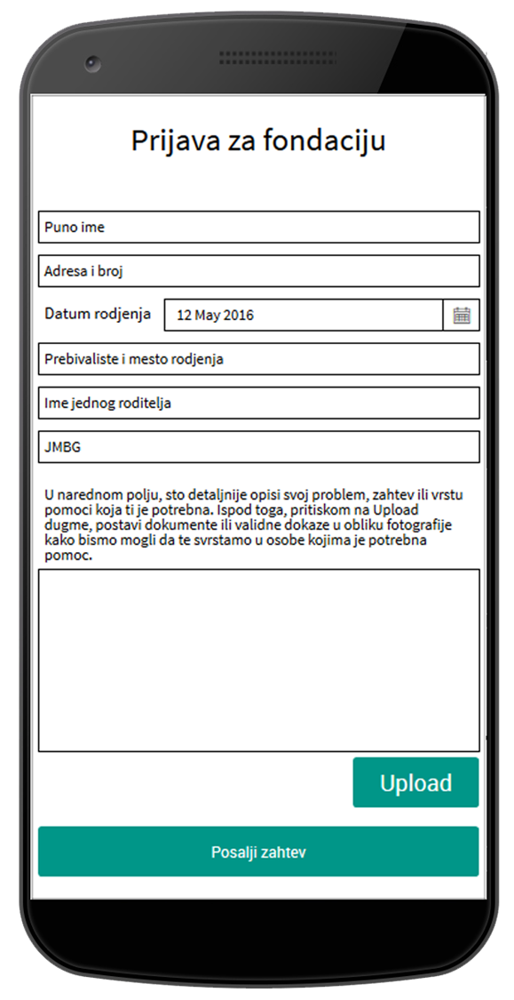 Prijava za fondaciju
Puno ime
Adresa i broj
Datum rodjenja 12 May 2016
Prebivaliste i mesto rodjenja
Ime jednog roditelja
JMBG
U narednom polju, sto detaljnije opisi svoj problem, zahtev ili vrstu
pomoci koja ti je potrebna. Ispod toga, pritiskom na Upload
dugme, postavi dokumente ili validne dokaze u obliku fotografije
kako bismo mogli da te svrstamo u osobe kojima je potrebna
pomoc.
Upload
Posalji zahtev